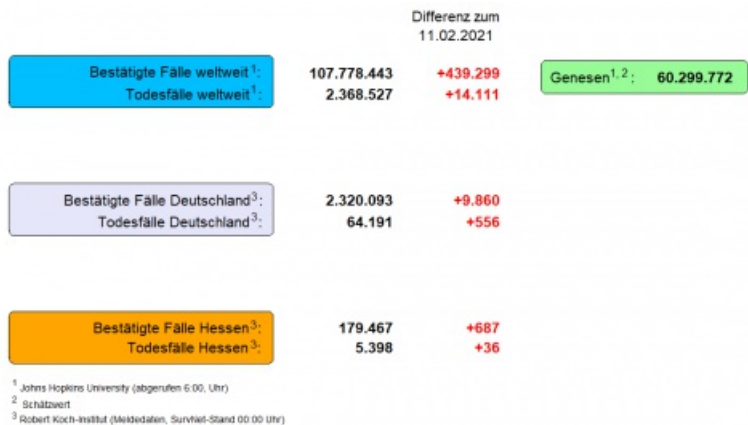 Differenz zum
11.02.2021
Bestätigte Fälle weltweit¹: 107.778.443 +439.299 Genesen¹,²: 60.299.772
Todesfälle weltweit¹: 2.368.527 +14.111
Bestätigte Fälle Deutschland³: 2.320.093 +9.860
Todesfälle Deutschland³: 64.191 +556
Bestätigte Fälle Hessen³: 179.467 +687
Todesfälle Hessen³: 5.398 +36
¹ Johns Hopkins University (abgerufen 6:00, Uhr)
² Schätzwert
³ Robert Koch-Institut (Meldedaten, SurvNet-Stand 00:00 Uhr)